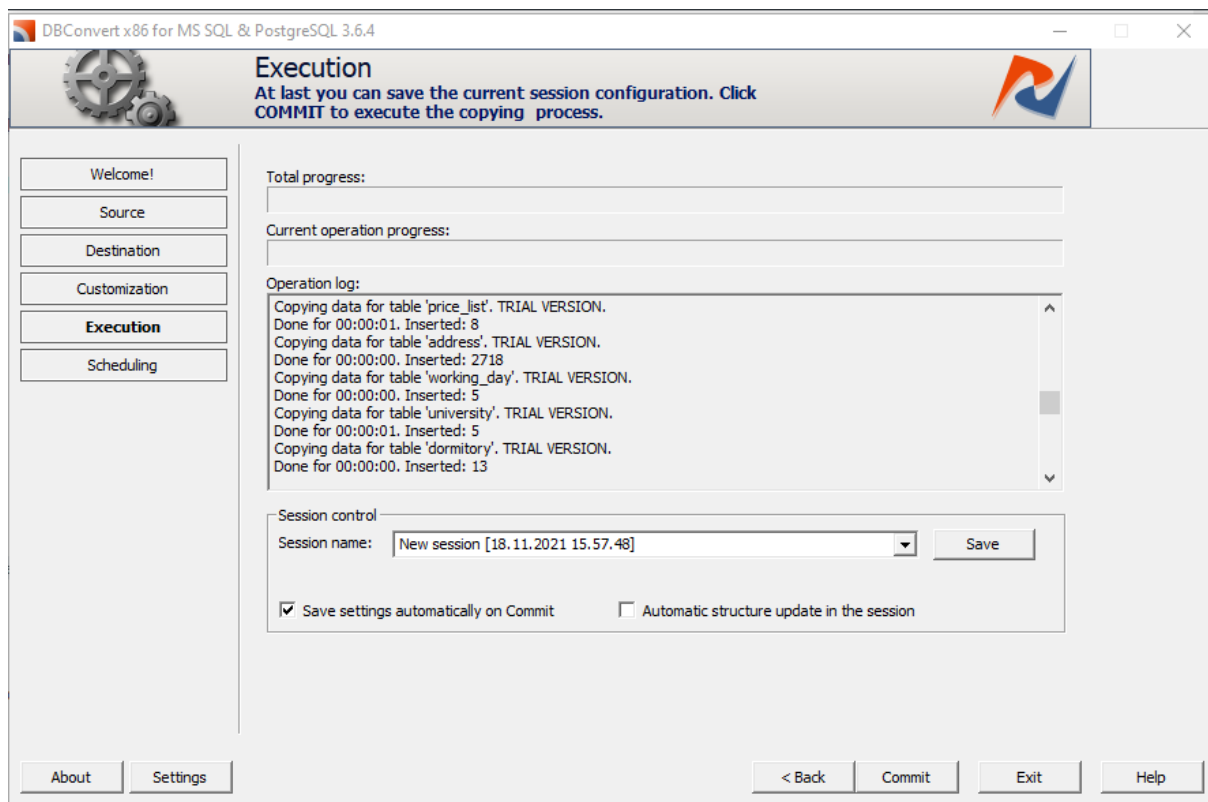 DBConvert x86 for MS SQL & PostgreSQL 3.6.4
Execution
At last you can save the current session configuration. Click
COMMIT to execute the copying process.
Welcome!
Source
Destination
Customization
Execution
Scheduling
Total progress:
Current operation progress:
Operation log:
Copying data for table 'price_list'. TRIAL VERSION.
Done for 00:00:01. Inserted: 8
Copying data for table 'address'. TRIAL VERSION.
Done for 00:00:00. Inserted: 2718
Copying data for table 'working_day'. TRIAL VERSION.
Done for 00:00:00. Inserted: 5
Copying data for table 'university'. TRIAL VERSION.
Done for 00:00:01. Inserted: 5
Copying data for table 'dormitory'. TRIAL VERSION.
Done for 00:00:00. Inserted: 13
Session control
Session name: New session [18.11.2021 15.57.48] Save
Save settings automatically on Commit Automatic structure update in the session
About Settings < Back Commit Exit Help